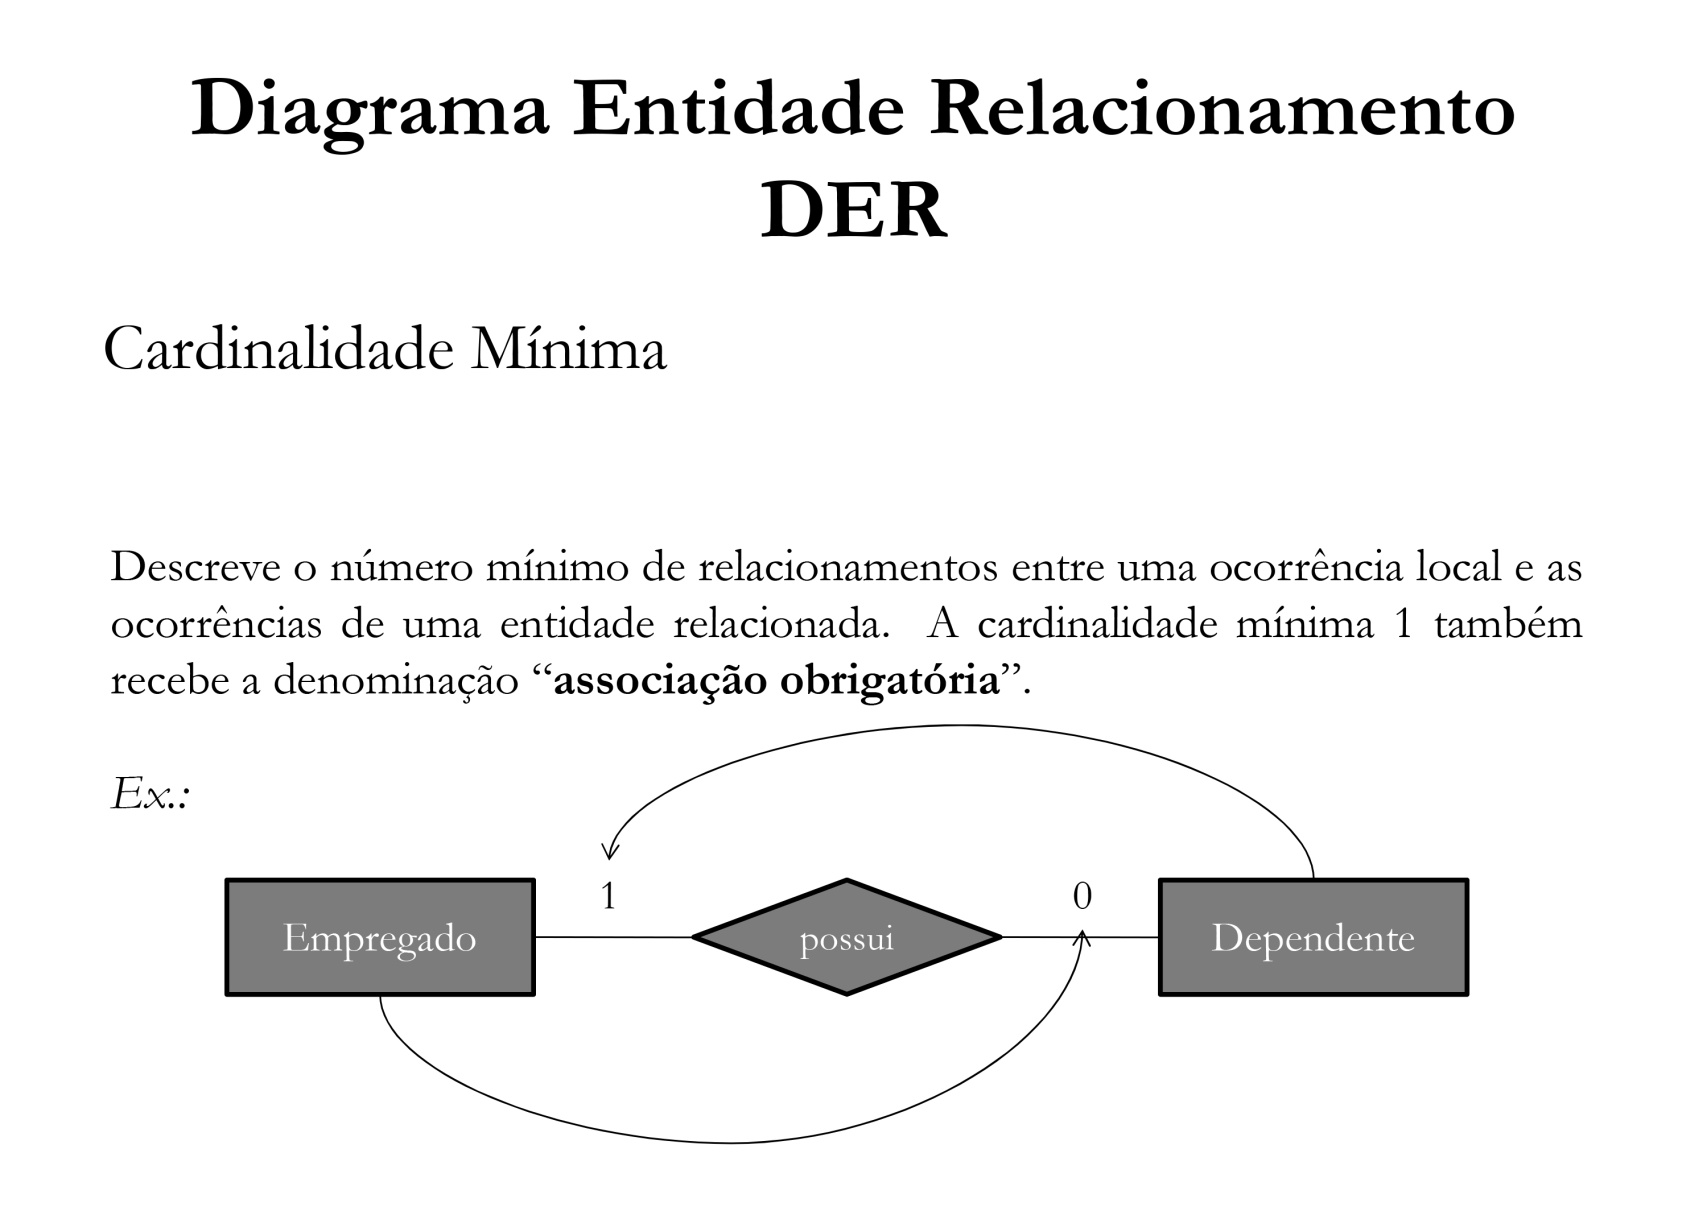 Diagrama Entidade Relacionamento
DER
Cardinalidade Mínima
Descreve o número mínimo de relacionamentos entre uma ocorrência local e as
ocorrências de uma entidade relacionada. A cardinalidade mínima 1 também
recebe a denominação “associação obrigatória”.
Ex.:
1
0
Empregado
possui
Dependente